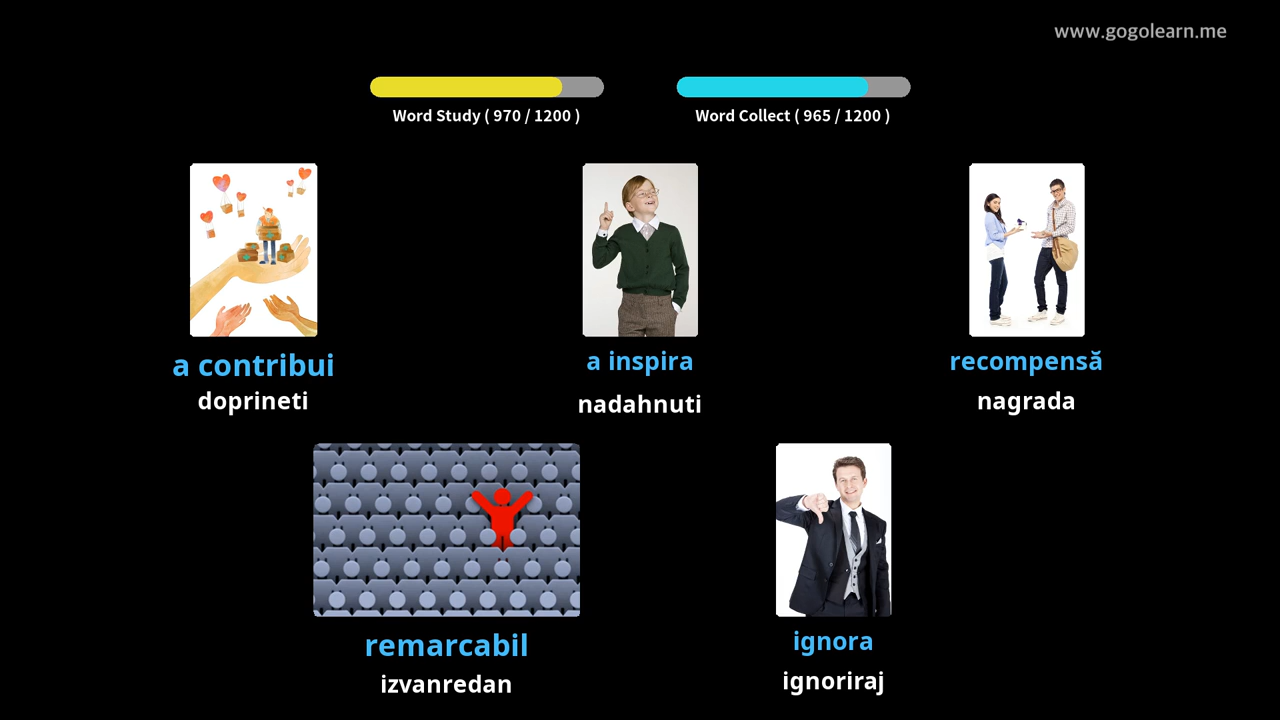 www.gogolearn.me
Word Study ( 970 / 1200 )
Word Collect ( 965 / 1200 )
a contribui
doprineti
a inspira
nadahnuti
recompensă
nagrada
remarcabil
izvanredan
ignora
ignoriraj